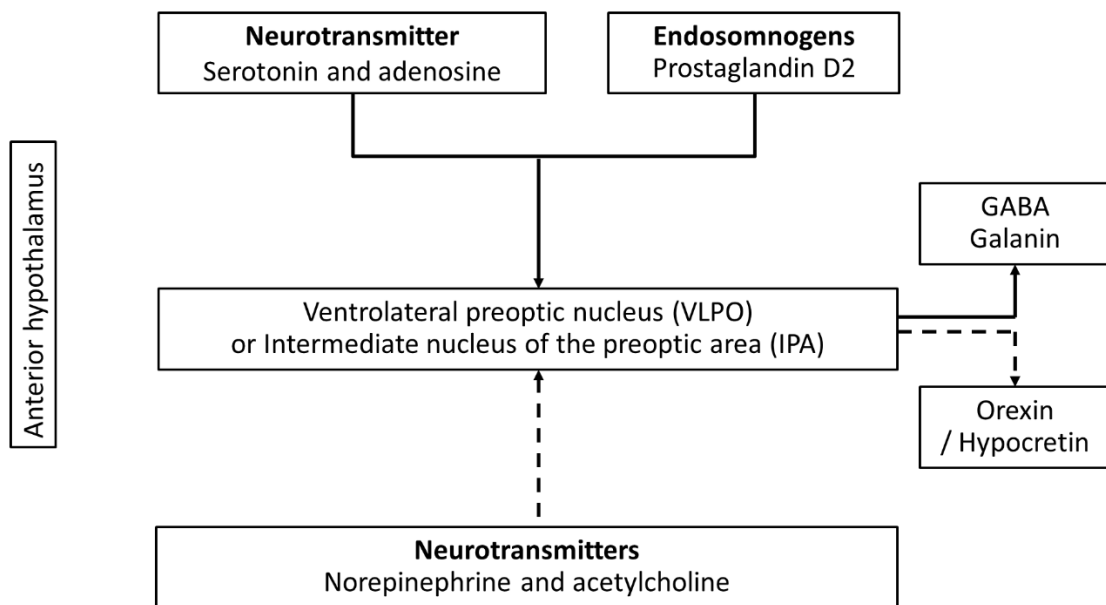 Neurotransmitter
Serotonin and adenosine
Endosomnogens
Prostaglandin D2
Anterior hypothalamus
GABA
Galanin
Ventrolateral preoptic nucleus (VLPO)
or Intermediate nucleus of the preoptic area (IPA)
Orexin
/ Hypocretin
Neurotransmitters
Norepinephrine and acetylcholine